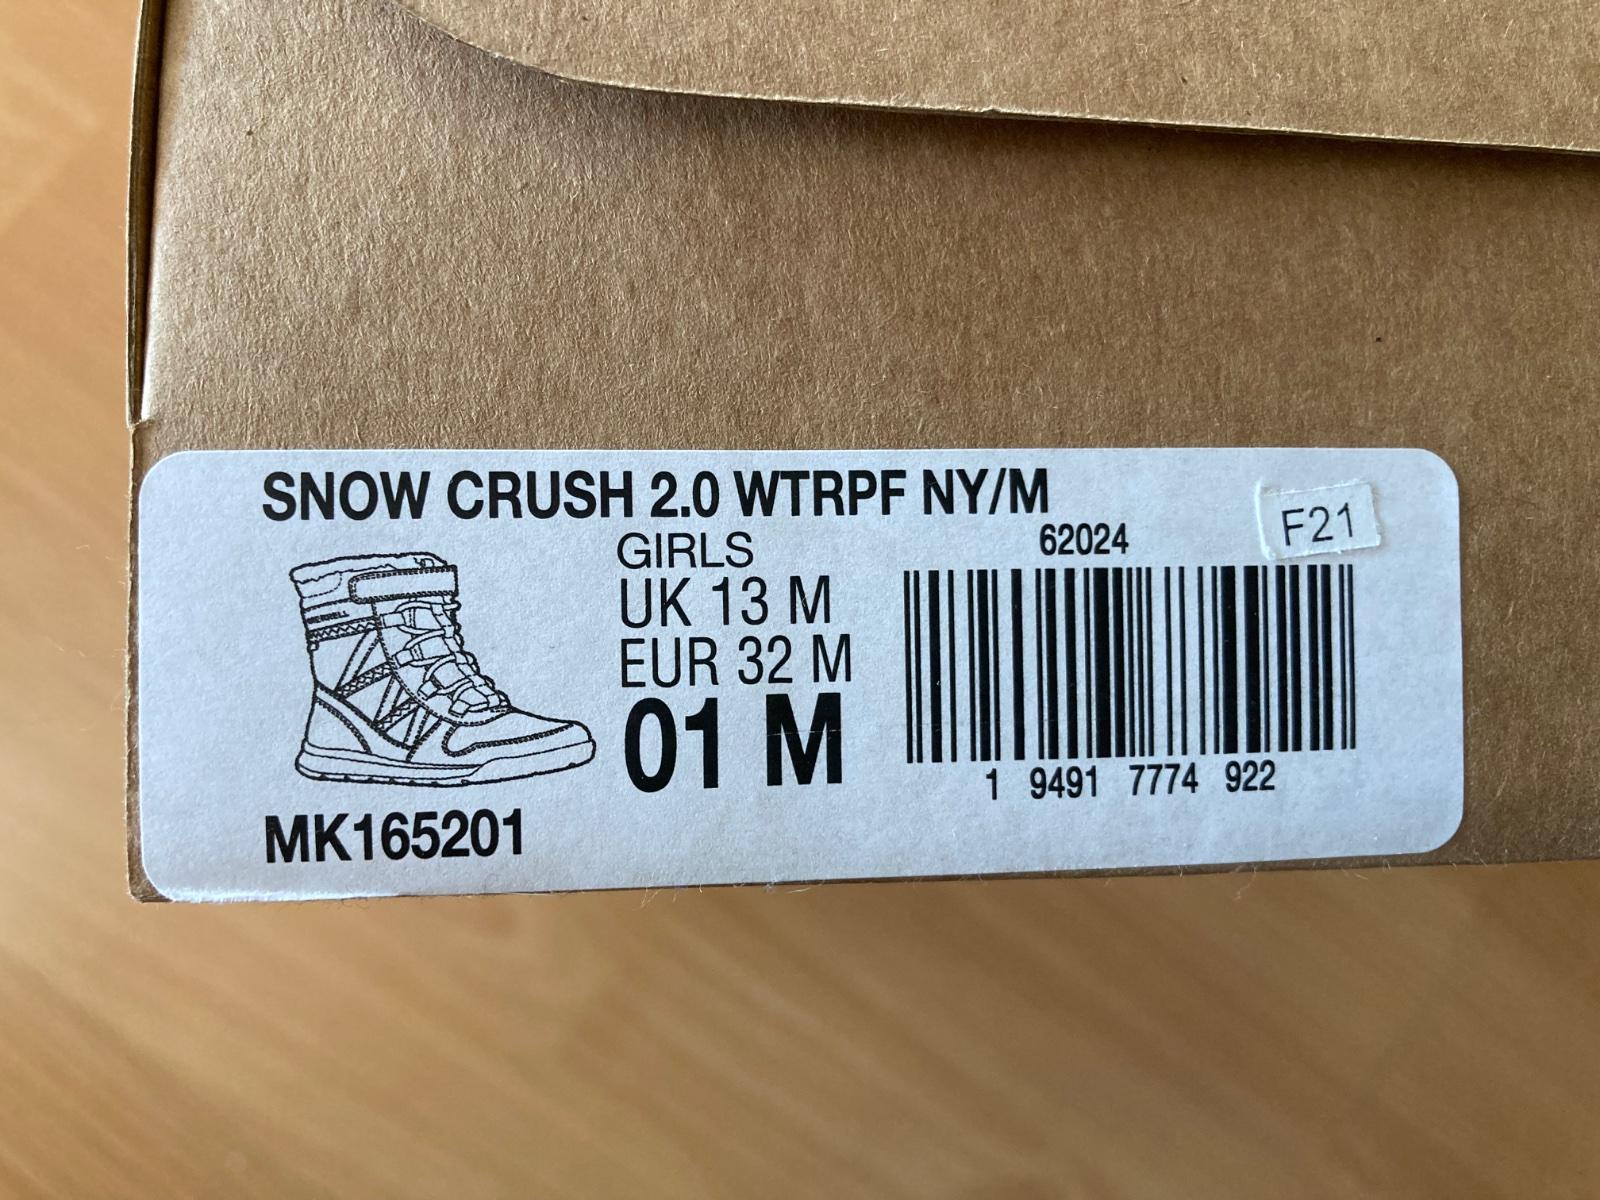 SNOW CRUSH 2.0 WTRPF NY/M
62024
F21
GIRLS
UK 13 M
EUR 32 M
01 M
1 9491 7774 922
MK165201